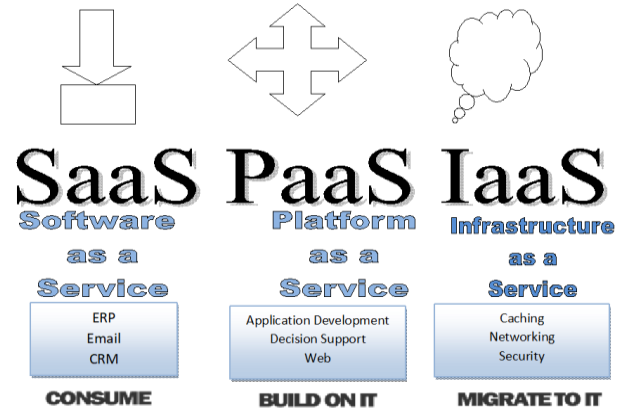 SaaS PaaS IaaS
Software Platform Infrastructure
as a as a as a
Service Service Service
ERP Application Development Caching
Email Decision Support Networking
CRM Web Security
CONSUME BUILD ON IT MIGRATE TO IT